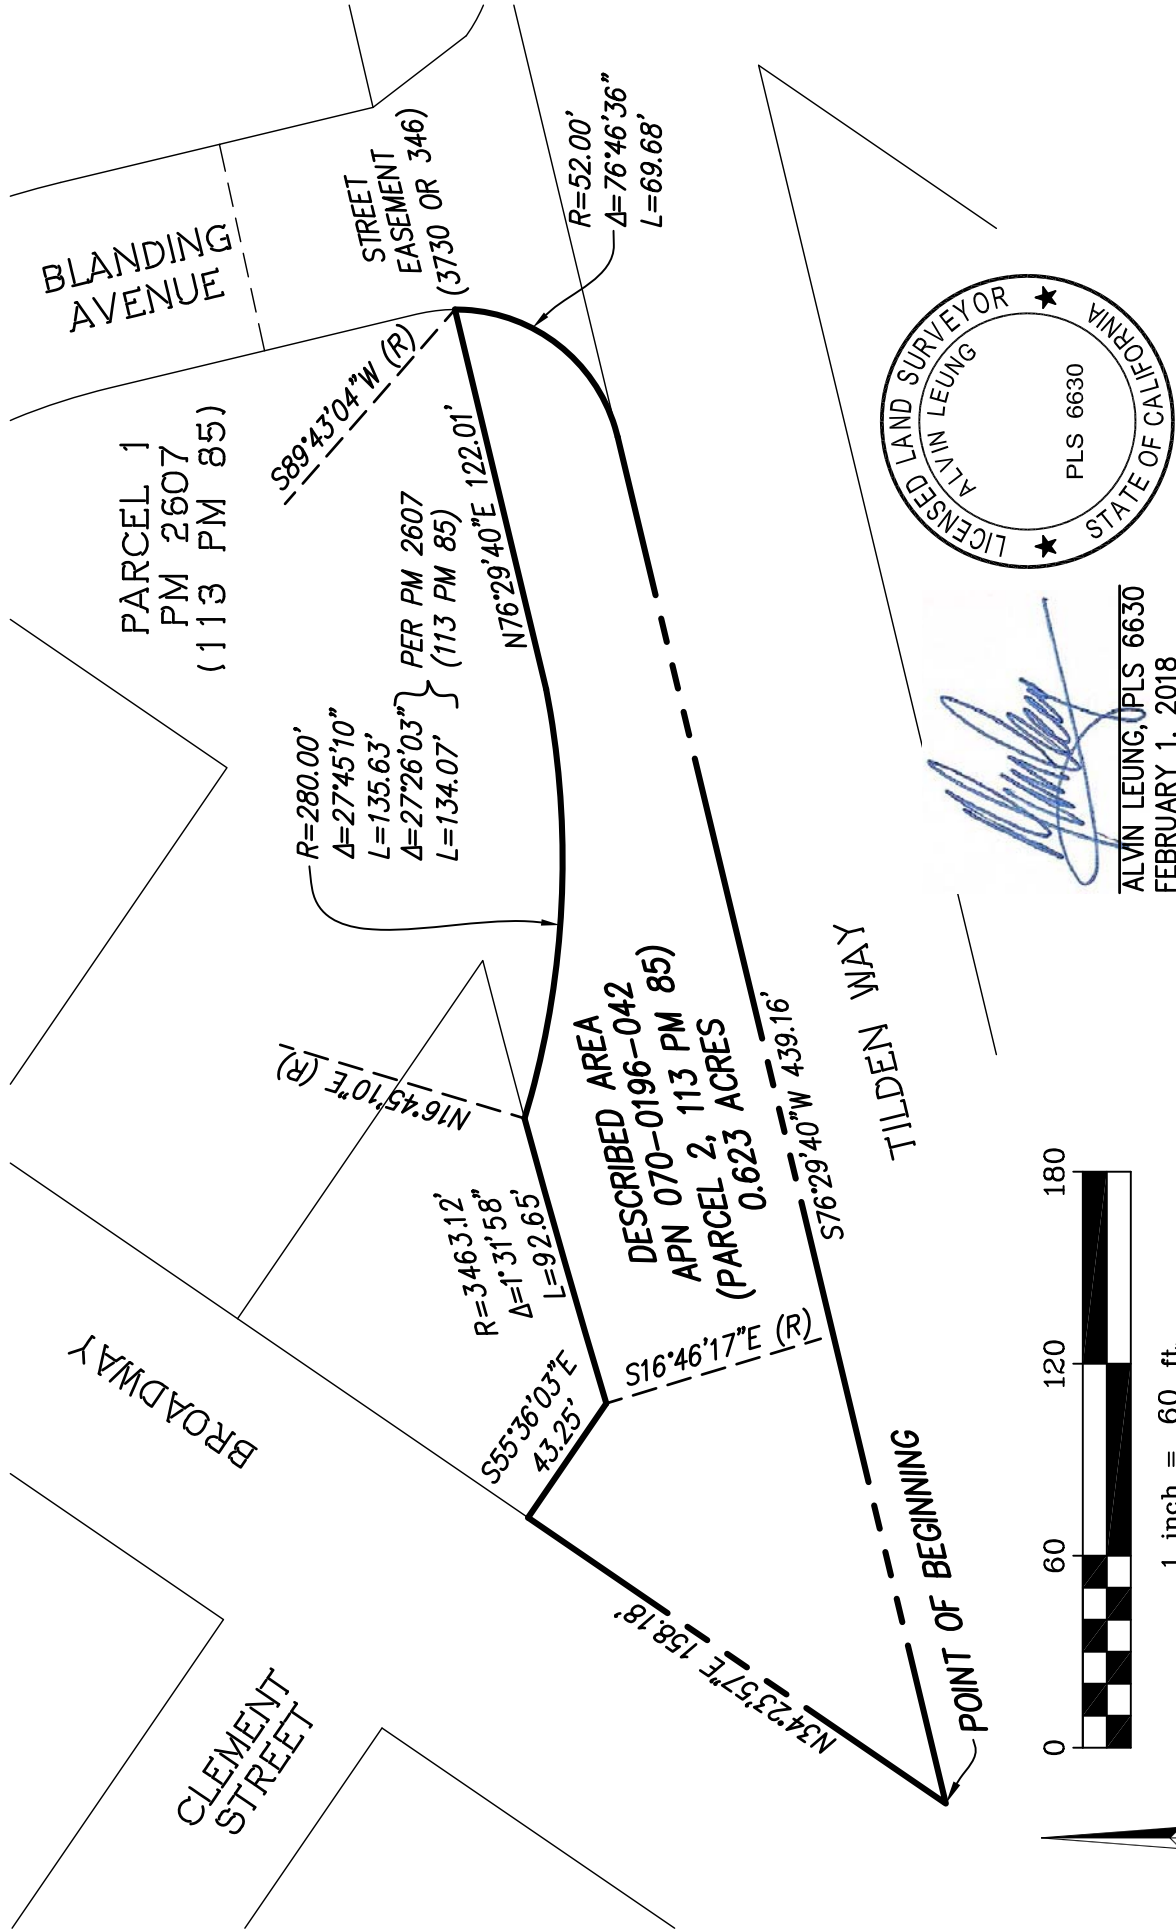 CLEMENT
STREET
BROADWAY
PARCEL 1
PM 2607
(113 PM 85)
BLANDING
AVENUE
STREET
EASEMENT
(3730 OR 346)
S89°43'04"W (R)
R=52.00'
Δ=76°46'36"
L=69.68'
R=280.00'
Δ=27°45'10"
L=135.63'
Δ=27°26'03"
L=134.07'
PER PM 2607
(113 PM 85)
N76°29'40"E 122.01'
N16°45'10"E (R)
R=3463.12'
Δ=1°31'58"
L=92.65'
S55°36'03"E
43.25'
S16°46'17"E (R)
N34°23'57"E 158.18'
DESCRIBED AREA
APN 070-0196-042
(PARCEL 2, 113 PM 85)
0.623 ACRES
S76°29'40"W 439.16'
TILDEN WAY
POINT OF BEGINNING
0 60 120 180
1 inch = 60 ft.
LICENSED LAND SURVEYOR
ALVIN LEUNG
PLS 6630
STATE OF CALIFORNIA
ALVIN LEUNG, PLS 6630
FEBRUARY 1, 2018